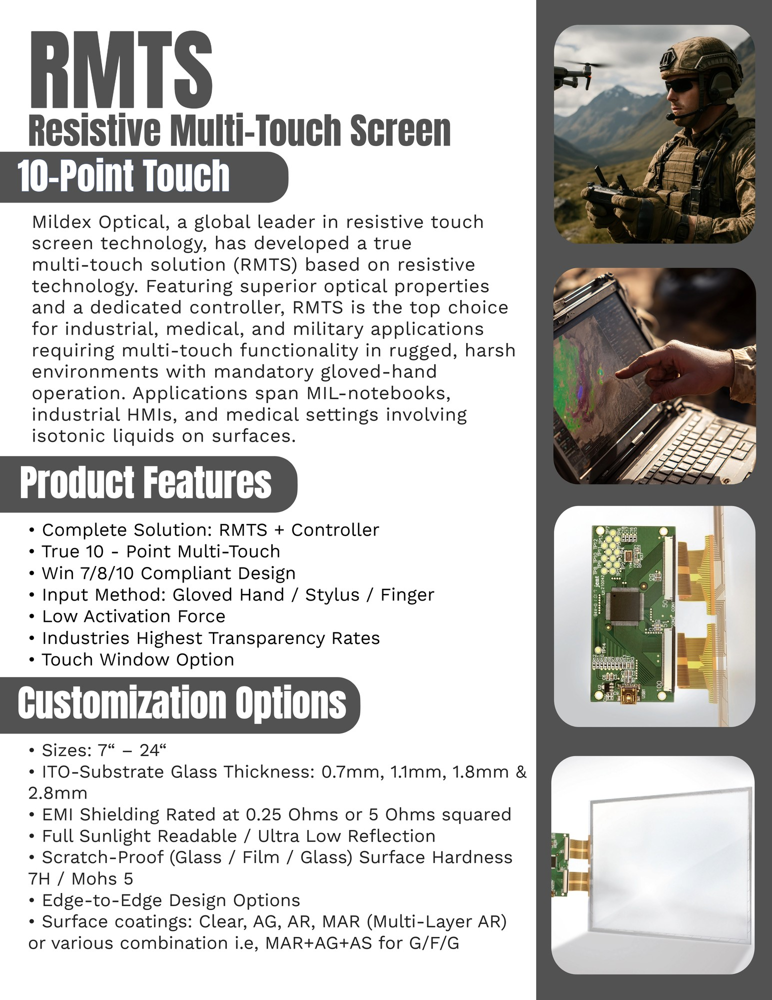 RMTS
Resistive Multi-Touch Screen
10-Point Touch
Mildex Optical, a global leader in resistive touch
screen technology, has developed a true
multi-touch solution (RMTS) based on resistive
technology. Featuring superior optical properties
and a dedicated controller, RMTS is the top choice
for industrial, medical, and military applications
requiring multi-touch functionality in rugged, harsh
environments with mandatory gloved-hand
operation. Applications span MIL-notebooks,
industrial HMIs, and medical settings involving
isotonic liquids on surfaces.
Product Features
• Complete Solution: RMTS + Controller
• True 10 - Point Multi-Touch
• Win 7/8/10 Compliant Design
• Input Method: Gloved Hand / Stylus / Finger
• Low Activation Force
• Industries Highest Transparency Rates
• Touch Window Option
Customization Options
• Sizes: 7“ – 24“
• ITO-Substrate Glass Thickness: 0.7mm, 1.1mm, 1.8mm &
2.8mm
• EMI Shielding Rated at 0.25 Ohms or 5 Ohms squared
• Full Sunlight Readable / Ultra Low Reflection
• Scratch-Proof (Glass / Film / Glass) Surface Hardness
7H / Mohs 5
• Edge-to-Edge Design Options
• Surface coatings: Clear, AG, AR, MAR (Multi-Layer AR)
or various combination i.e, MAR+AG+AS for G/F/G